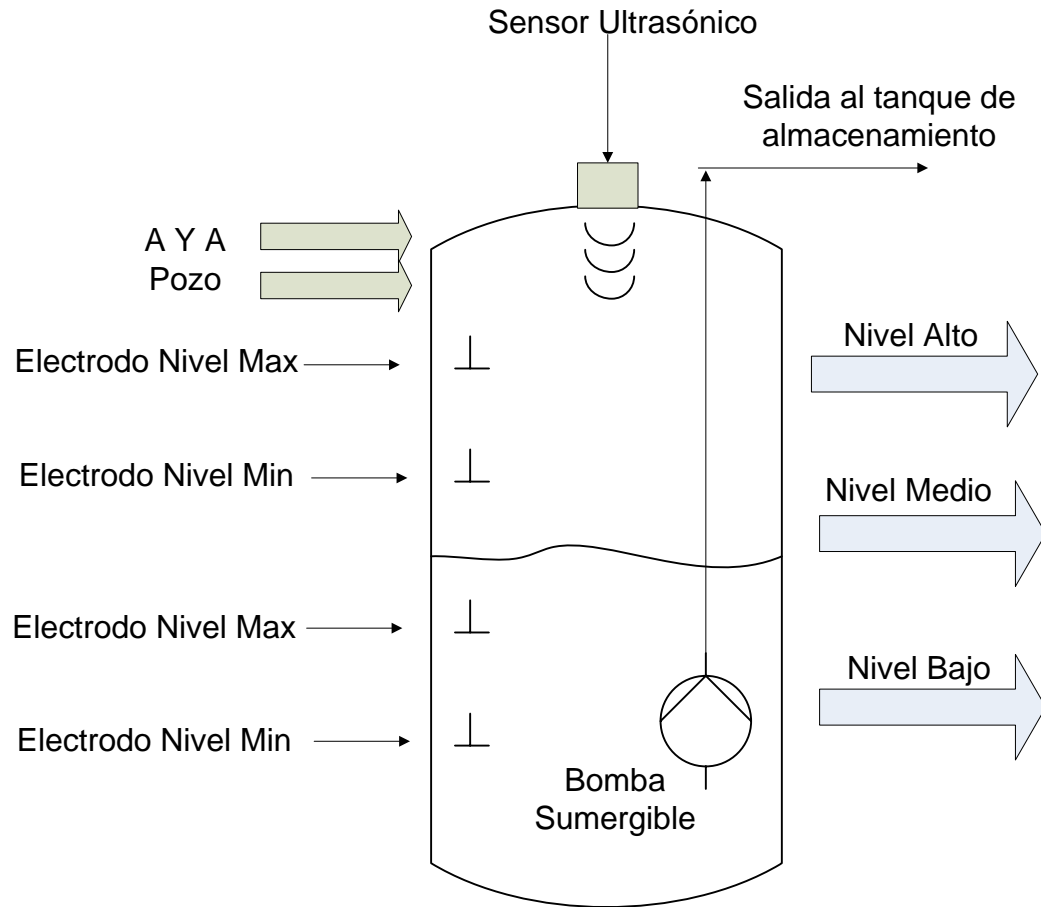 Sensor Ultrasónico
Salida al tanque de
almacenamiento
A Y A
Pozo
Nivel Alto
Electrodo Nivel Max
Electrodo Nivel Min
Nivel Medio
Electrodo Nivel Max
Nivel Bajo
Electrodo Nivel Min
Bomba
Sumergible